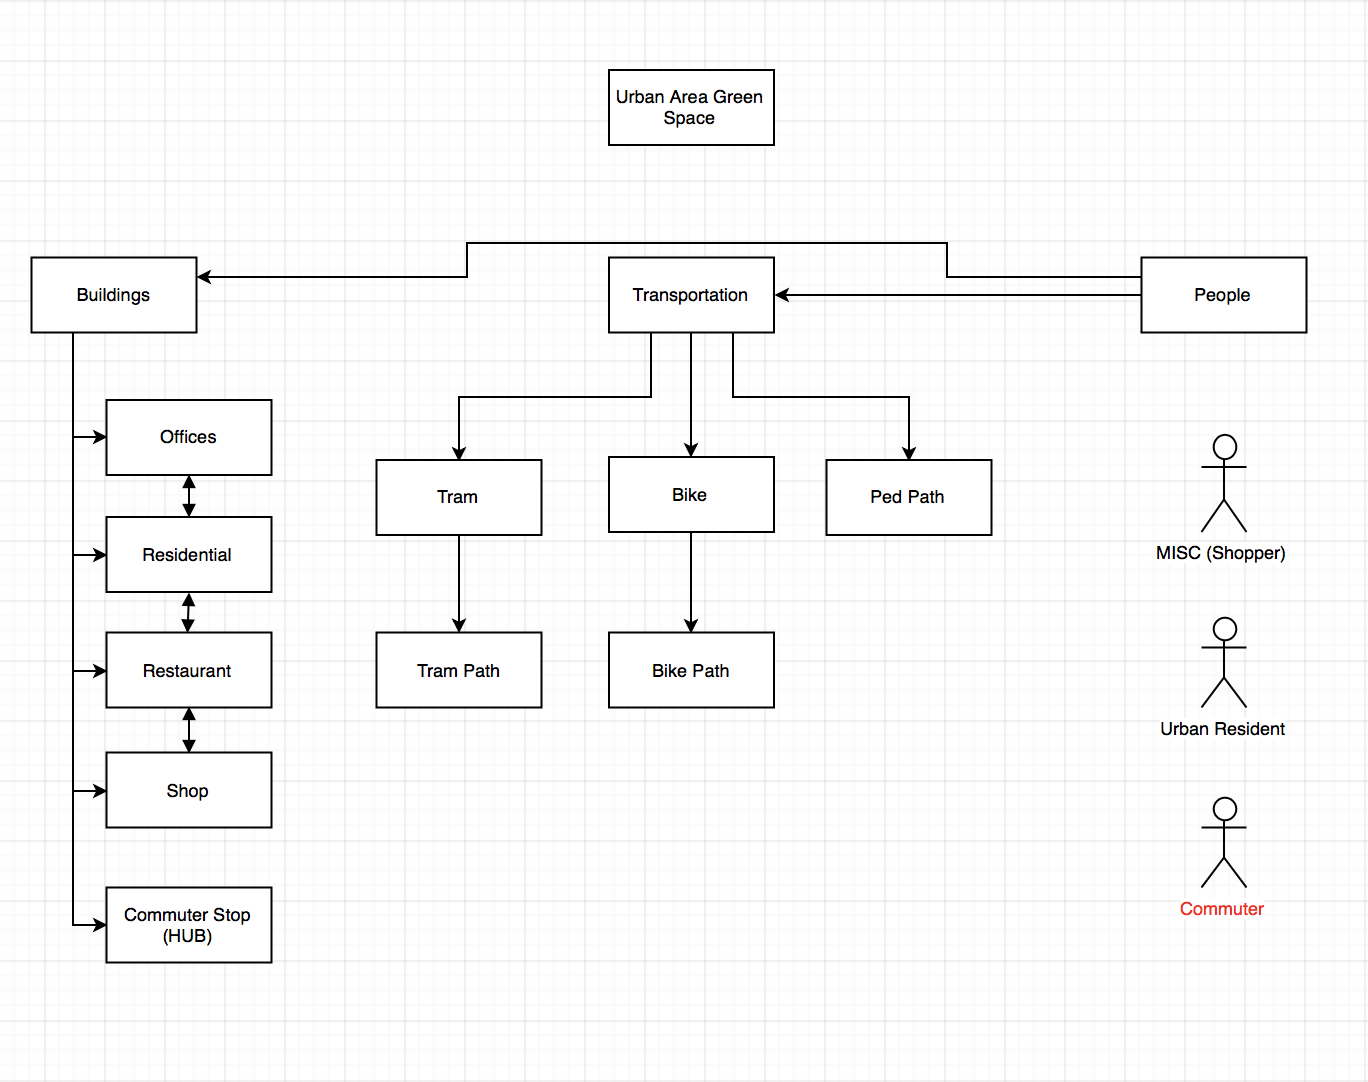 Urban Area Green
Space
Buildings
Transportation
People
Offices
Residential
Restaurant
Shop
Commuter Stop
(HUB)
Tram
Bike
Ped Path
Tram Path
Bike Path
MISC (Shopper)
Urban Resident
Commuter